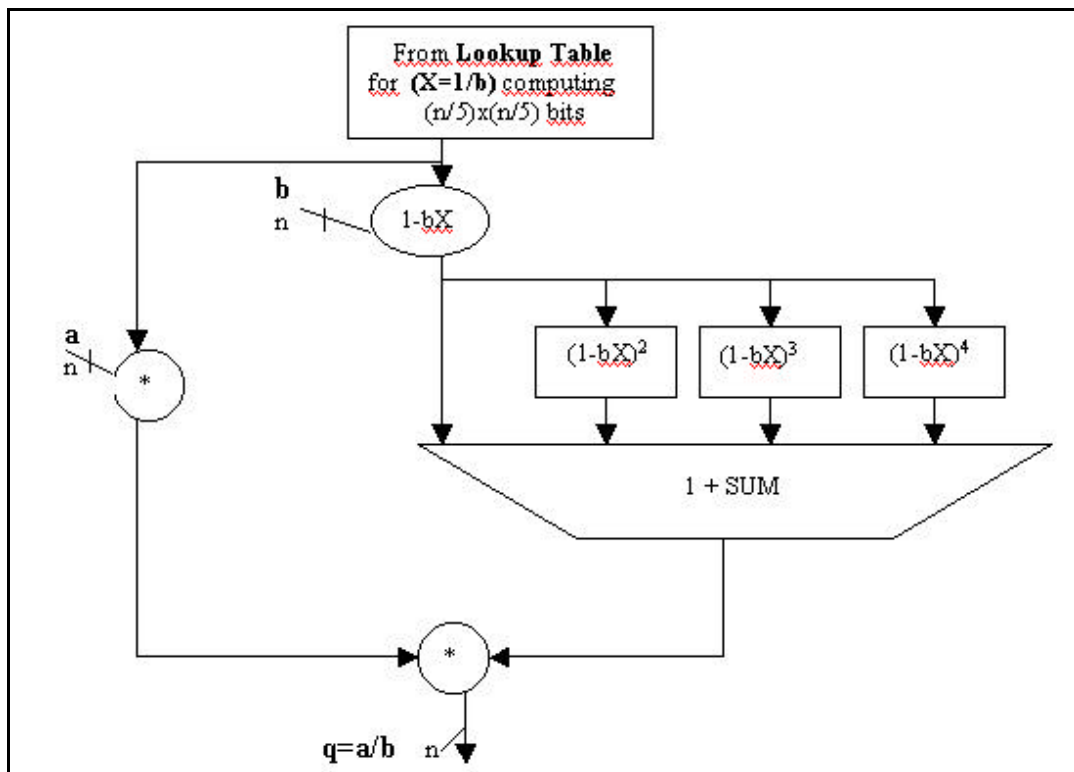 From Lookup Table
for (X=1/b) computing
(n/5)x(n/5) bits
b
n
1-bX
(1-bX)²
(1-bX)³
(1-bX)⁴
a
n
*
1 + SUM
*
q=a/b n